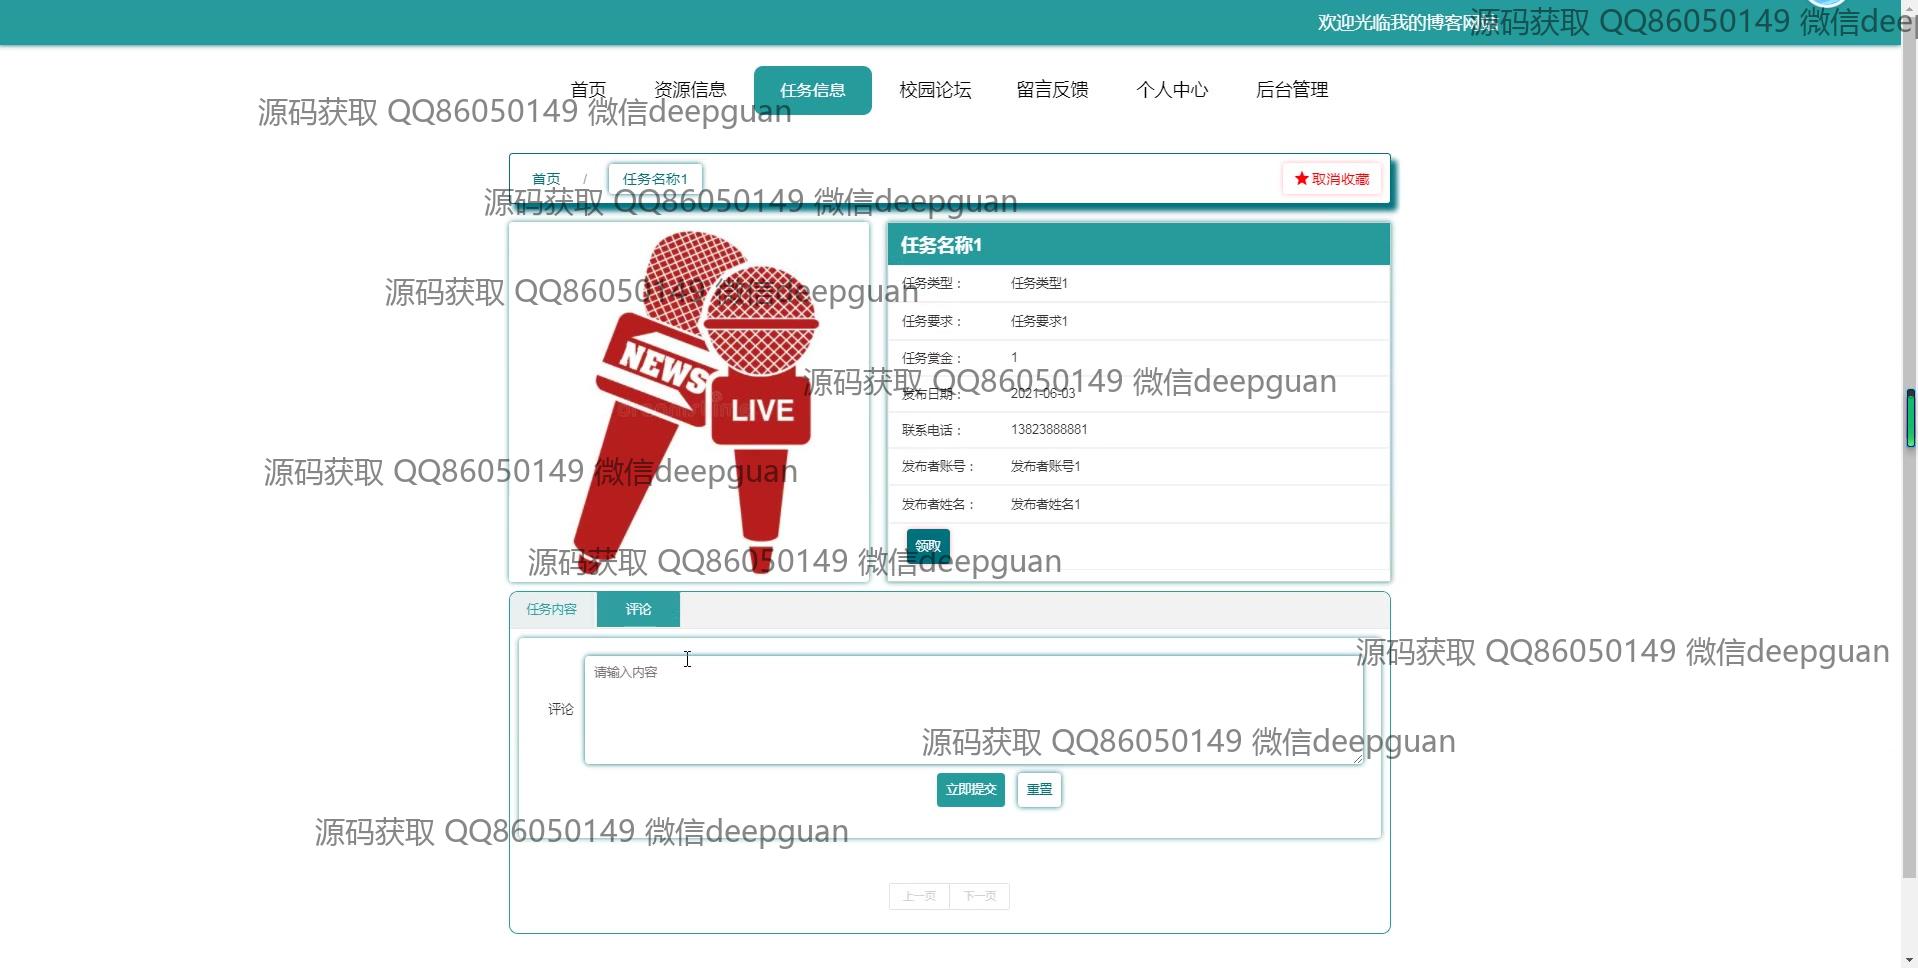 欢迎光临我的博客网站
源码获取 QQ86050149 微信deep
首页 资源信息 任务信息 校园论坛 留言反馈 个人中心 后台管理
源码获取 QQ86050149 微信deepguan
首页 / 任务名称1 ★取消收藏
源码获取 QQ86050149 微信deepguan
任务名称1
任务类型： 任务类型1
源码获取 QQ86050149 微信deepguan
任务要求： 任务要求1
任务赏金： 1
NEWS
源码获取 QQ86050149 微信deepguan
发布日期： 2021-06-03
LIVE
联系电话： 13823888881
发布者账号： 发布者账号1
源码获取 QQ86050149 微信deepguan
发布者姓名： 发布者姓名1
领取
源码获取 QQ86050149 微信deepguan
任务内容 评论
源码获取 QQ86050149 微信deepguan
请输入内容
评论
源码获取 QQ86050149 微信deepguan
立即提交 重置
源码获取 QQ86050149 微信deepguan
上一页 下一页